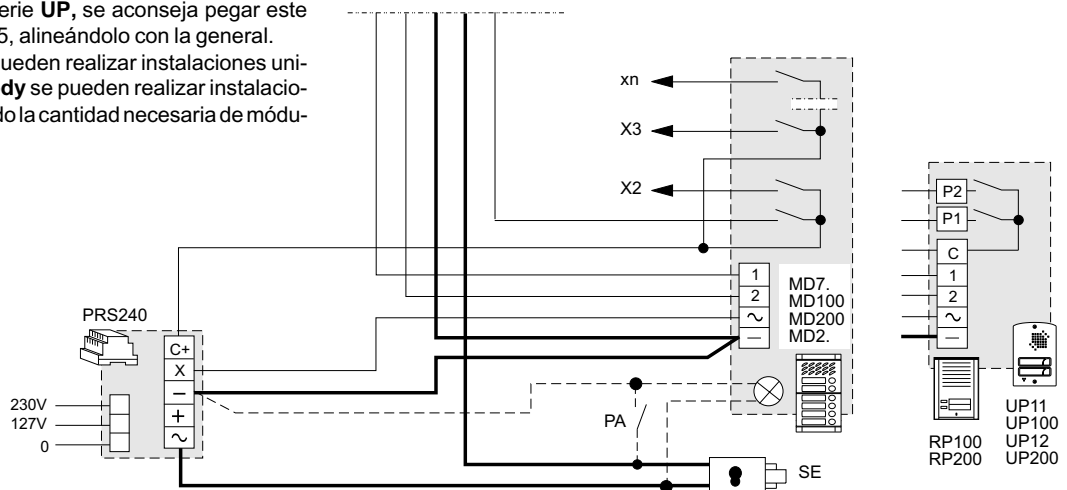 erie UP, se aconseja pegar este
5, alineándolo con la general.
ueden realizar instalaciones uni-
dy se pueden realizar instalacio-
do la cantidad necesaria de módu-
xn
X3
X2
P2
P1
C
1
2
~
—
1
2
~
—
MD7.
MD100
MD200
MD2.
PRS240
C+
X
—
+
~
230V
127V
0
PA
SE
RP100
RP200
UP11
UP100
UP12
UP200